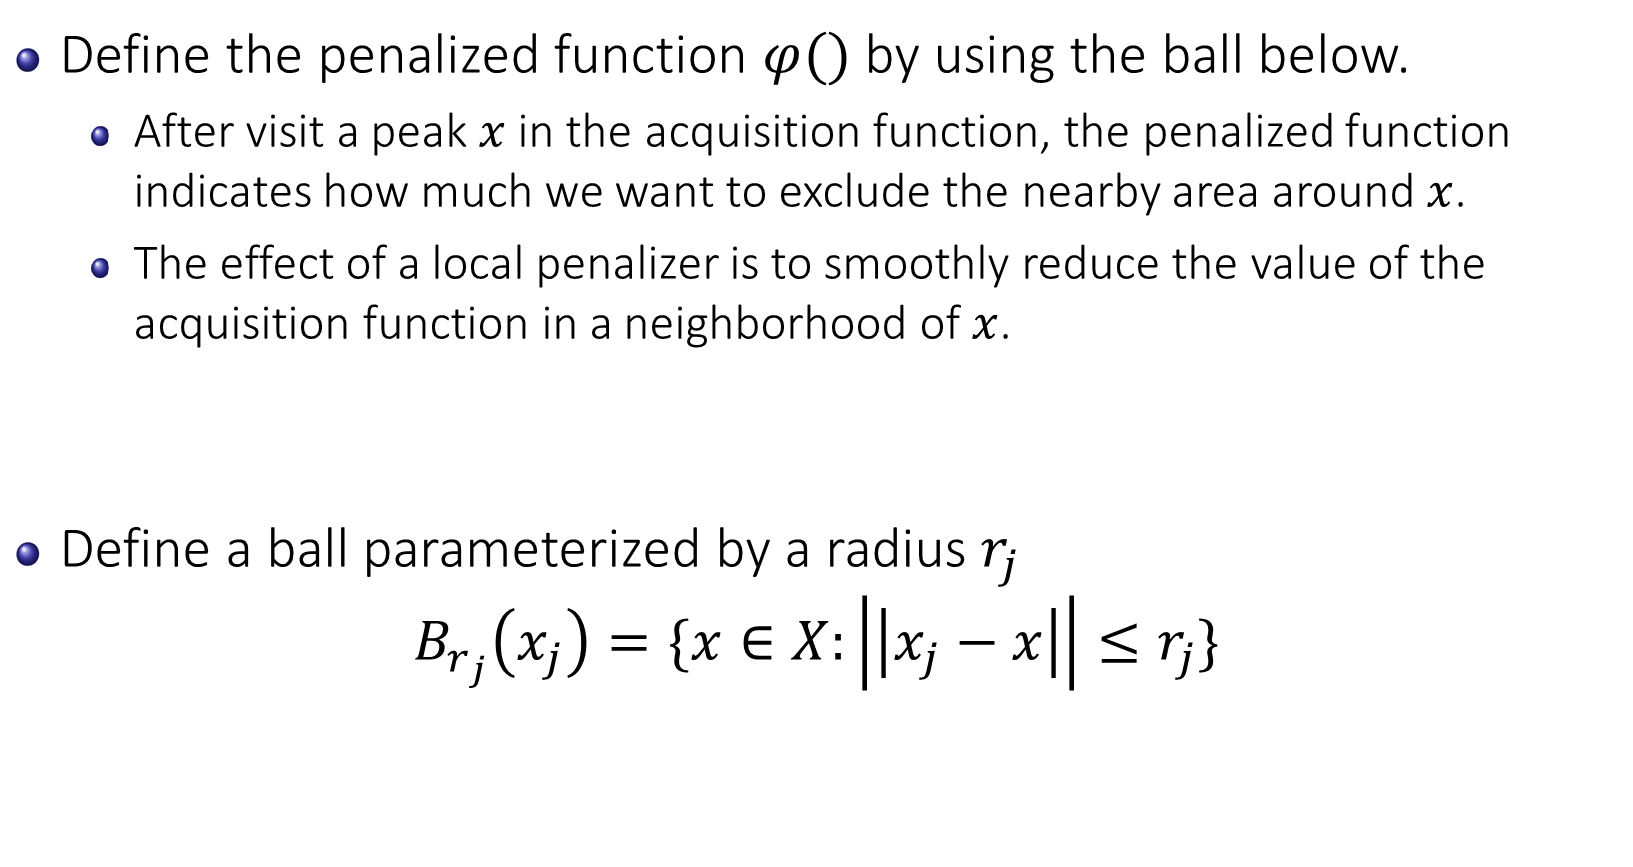 Define the penalized function φ() by using the ball below.
After visit a peak x in the acquisition function, the penalized function
indicates how much we want to exclude the nearby area around x.
The effect of a local penalizer is to smoothly reduce the value of the
acquisition function in a neighborhood of x.
Define a ball parameterized by a radius r_j
B_{r_j}(x_j) = {x ∈ X: ||x_j − x|| ≤ r_j}